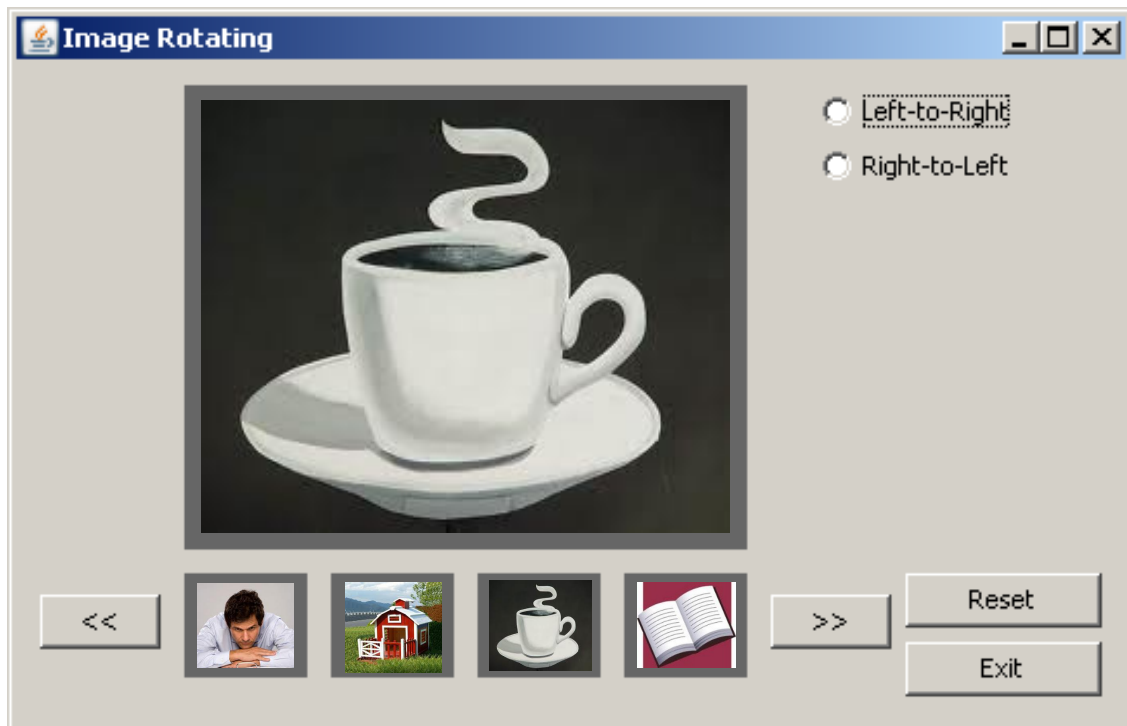 Image Rotating
Left-to-Right
Right-to-Left
<<
>>
Reset
Exit